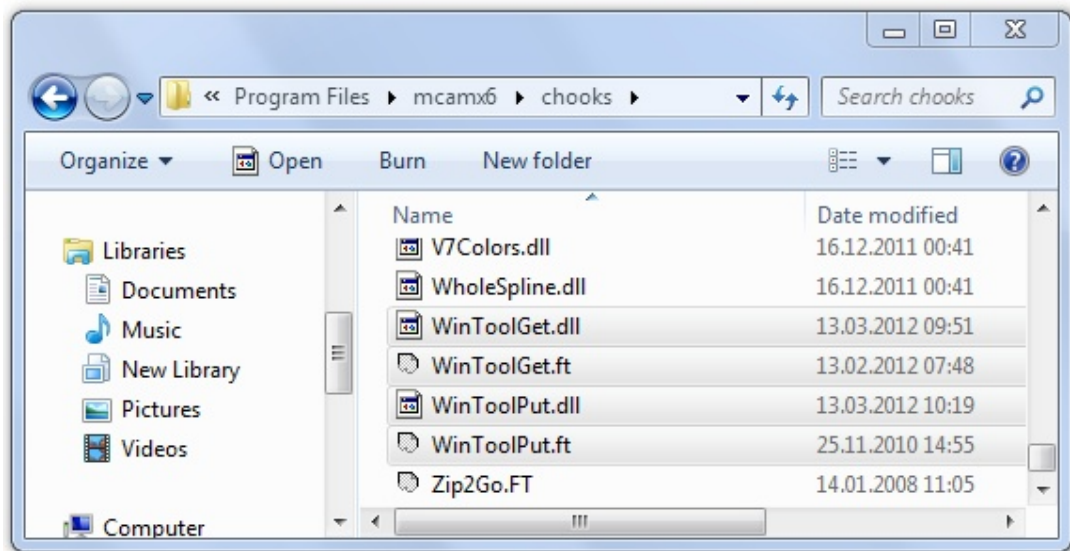 « Program Files ▸ mcamx6 ▸ chooks ▸ Search chooks
Organize Open Burn New folder
Libraries
Documents
Music
New Library
Pictures
Videos
Computer
Name Date modified
V7Colors.dll 16.12.2011 00:41
WholeSpline.dll 16.12.2011 00:41
WinToolGet.dll 13.03.2012 09:51
WinToolGet.ft 13.02.2012 07:48
WinToolPut.dll 13.03.2012 10:19
WinToolPut.ft 25.11.2010 14:55
Zip2Go.FT 14.01.2008 11:05